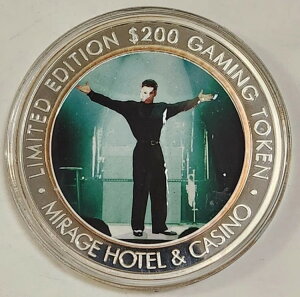 • LIMITED EDITION $200 GAMING TOKEN •
MIRAGE HOTEL & CASINO